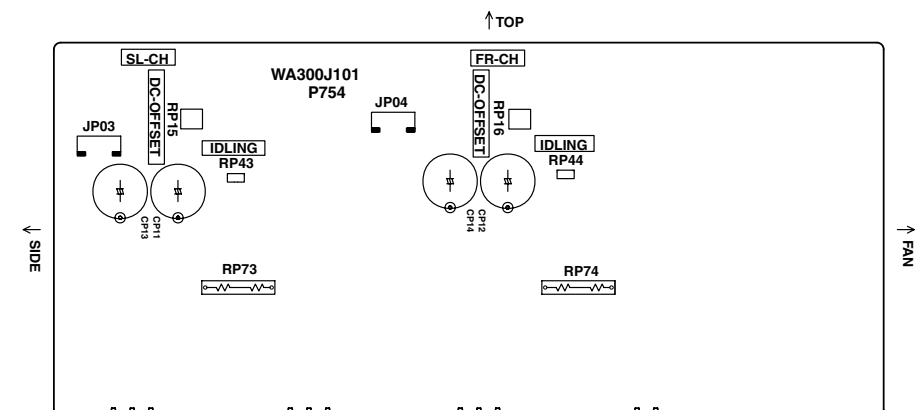 ↑TOP
SL-CH
FR-CH
WA300J101
P754
DC-OFFSET
RP15
JP03
JP04
DC-OFFSET
RP16
IDLING
RP43
IDLING
RP44
CP13
CP11
CP14
CP12
← SIDE
→ FAN
RP73
RP74